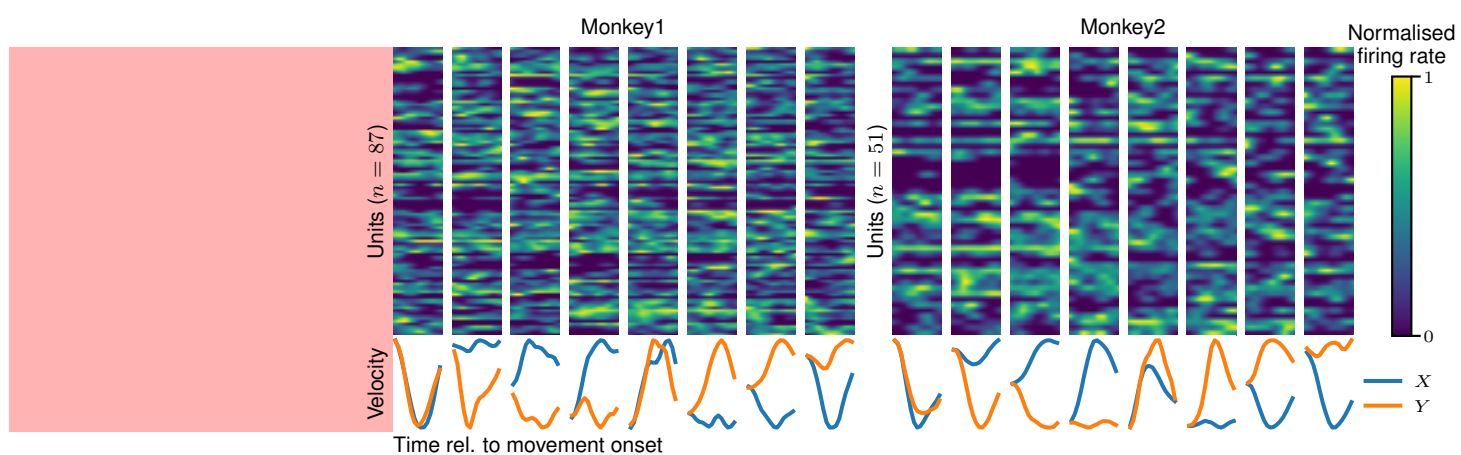 Monkey1
Monkey2
Normalised
firing rate
1
0
Units (n = 87)
Units (n = 51)
Velocity
X
Y
Time rel. to movement onset